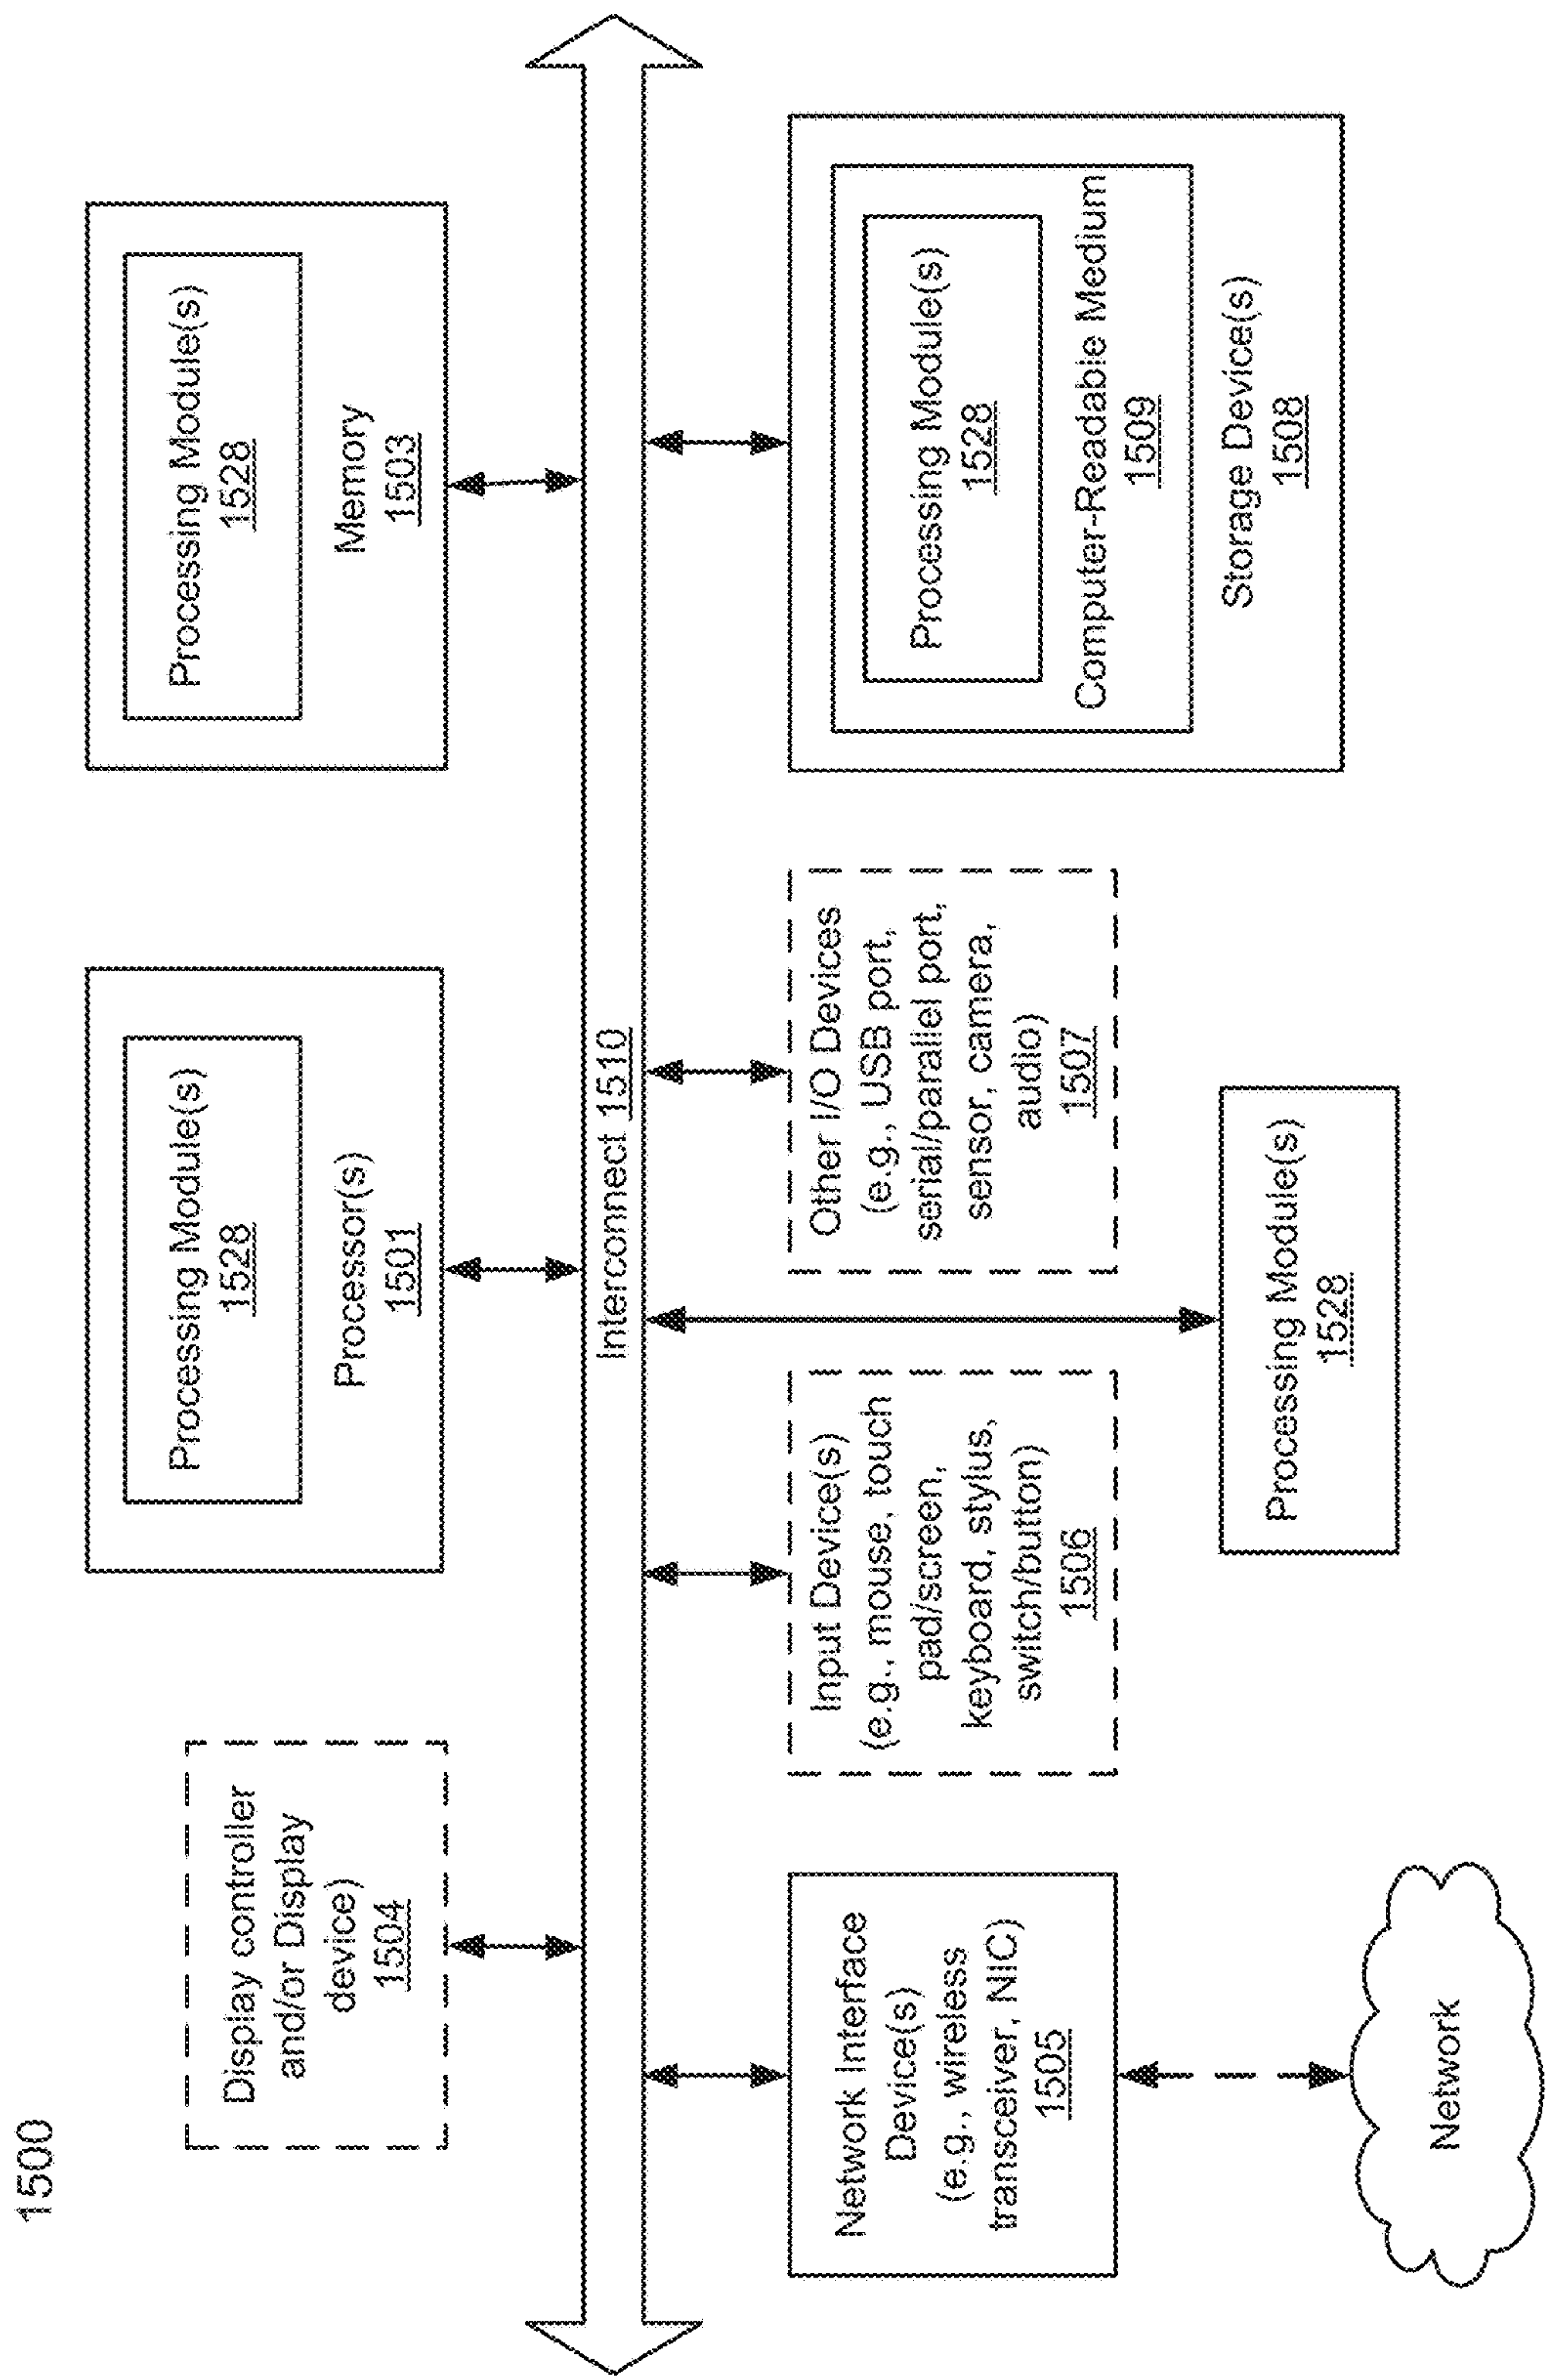 1500
Display controller
and/or Display
device)
1504
Processing Module(s)
1528
Processor(s)
1501
Processing Module(s)
1528
Memory
1503
Interconnect 1510
Network Interface
Device(s)
(e.g., wireless
transceiver, NIC)
1505
Input Device(s)
(e.g., mouse, touch
pad/screen,
keyboard, stylus,
switch/button)
1506
Other I/O Devices
(e.g., USB port,
serial/parallel port,
sensor, camera,
audio)
1507
Processing Module(s)
1528
Computer-Readable Medium
1509
Storage Device(s)
1508
Processing Module(s)
1528
Network